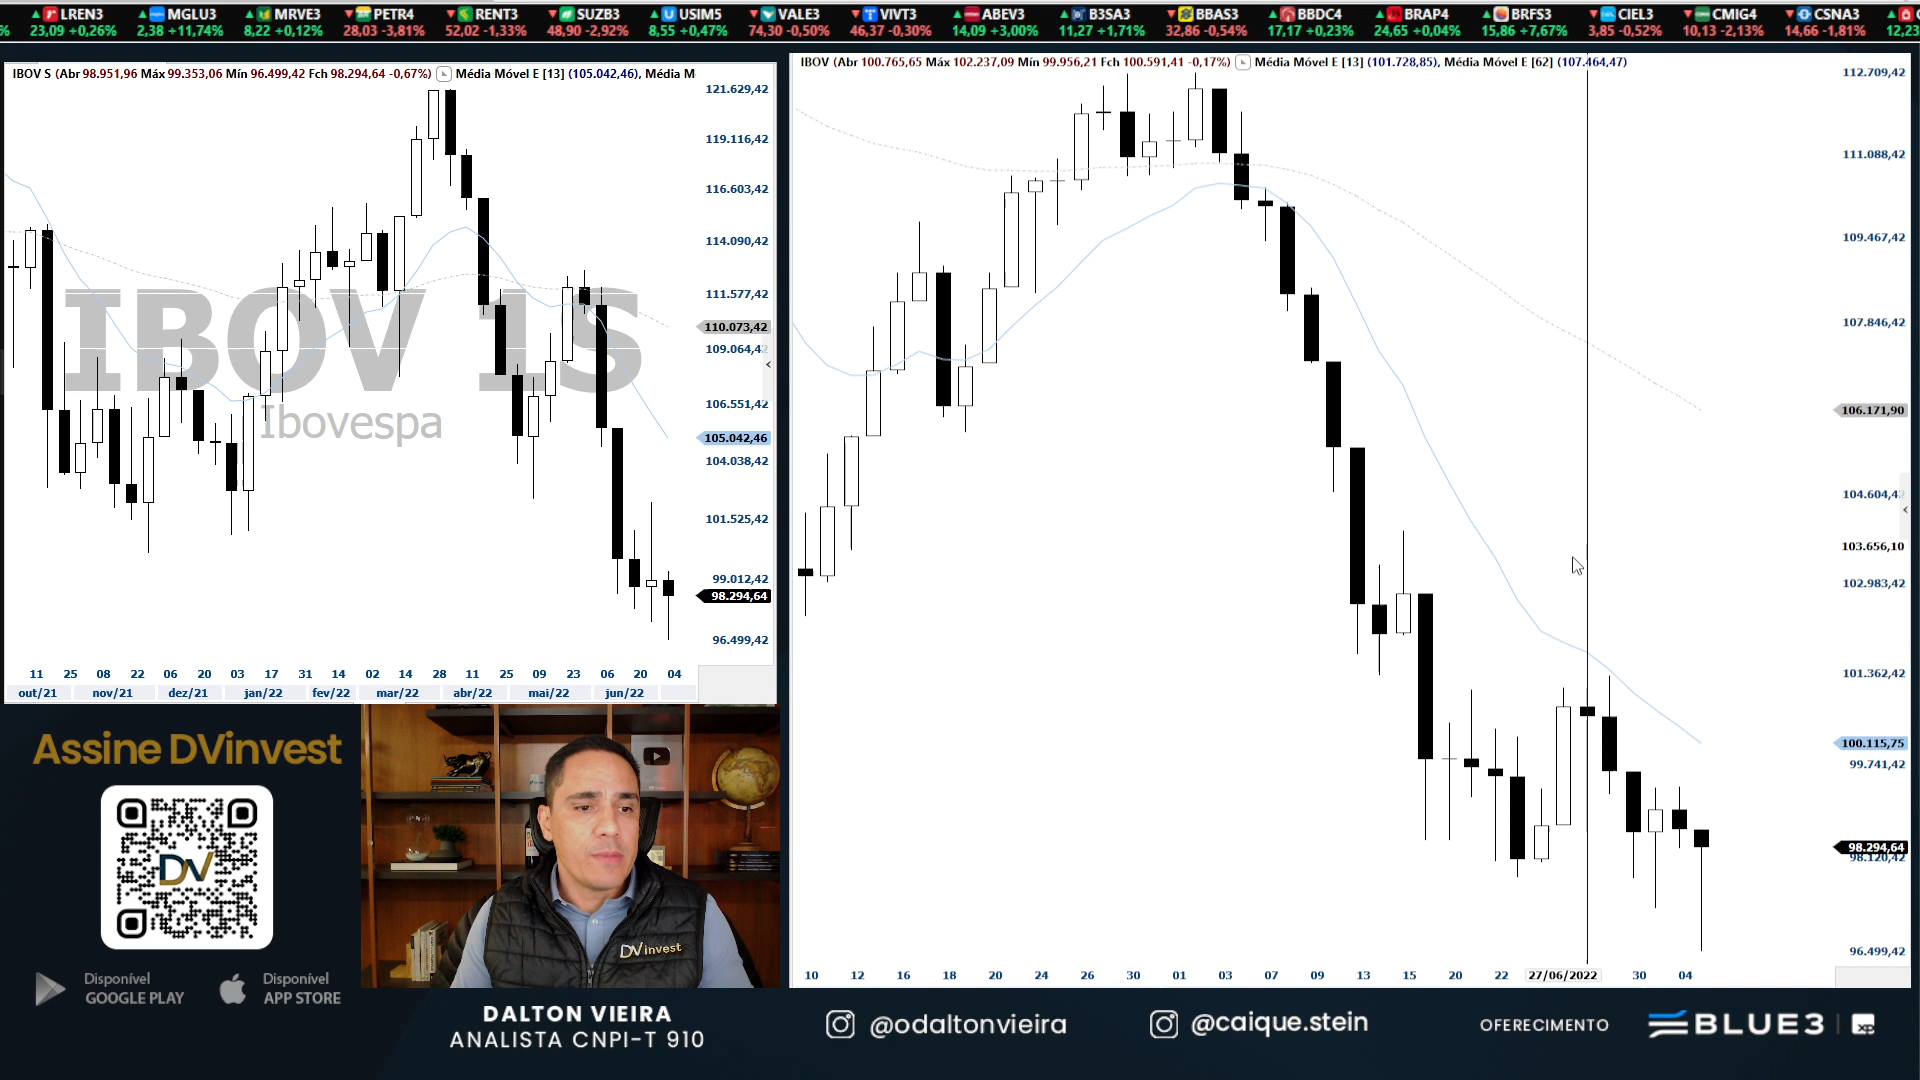 % LREN3 MGLU3 MRVE3 PETR4 RENT3 SUZB3 USIM5 VALE3 VIVT3 ABEV3 B3SA3 BBAS3 BBDC4 BRAP4 BRFS3 CIEL3 CMIG4 CSNA3
23,09 +0,26% 2,38 +11,74% 8,22 +0,12% 28,03 -3,81% 52,02 -1,33% 48,90 -2,92% 8,55 +0,47% 74,30 -0,50% 46,37 -0,30% 14,09 +3,00% 11,27 +1,71% 32,86 -0,54% 17,17 +0,23% 24,65 +0,04% 15,86 +7,67% 3,85 -0,52% 10,13 -2,13% 14,66 -1,81% 12,23
IBOV S (Abr 98.951,96 Máx 99.353,06 Mín 96.499,42 Fch 98.294,64 -0,67%) Média Móvel E [13] (105.042,46), Média M
121.629,42
119.116,42
116.603,42
114.090,42
111.577,42
110.073,42
109.064,42
106.551,42
105.042,46
104.038,42
101.525,42
99.012,42
98.294,64
96.499,42
IBOV 1S
Ibovespa
11 25 08 22 06 20 03 17 31 14 02 14 28 11 25 09 23 06 20 04
out/21 nov/21 dez/21 jan/22 fev/22 mar/22 abr/22 mai/22 jun/22
IBOV (Abr 100.765,65 Máx 102.237,09 Mín 99.956,21 Fch 100.591,41 -0,17%) Média Móvel E [13] (101.728,85), Média Móvel E [62] (107.464,47)
112.709,42
111.088,42
109.467,42
107.846,42
106.171,90
104.604,42
103.656,10
102.983,42
101.362,42
100.115,75
99.741,42
98.294,64
98.120,42
96.499,42
10 12 16 18 20 24 26 30 01 03 07 09 13 15 20 22 27/06/2022 30 04
Assine DVinvest
DV
Disponível
GOOGLE PLAY
Disponível
APP STORE
DVinvest
DALTON VIEIRA
ANALISTA CNPI-T 910
@odaltonvieira
@caique.stein
OFERECIMENTO
BLUE3
xp